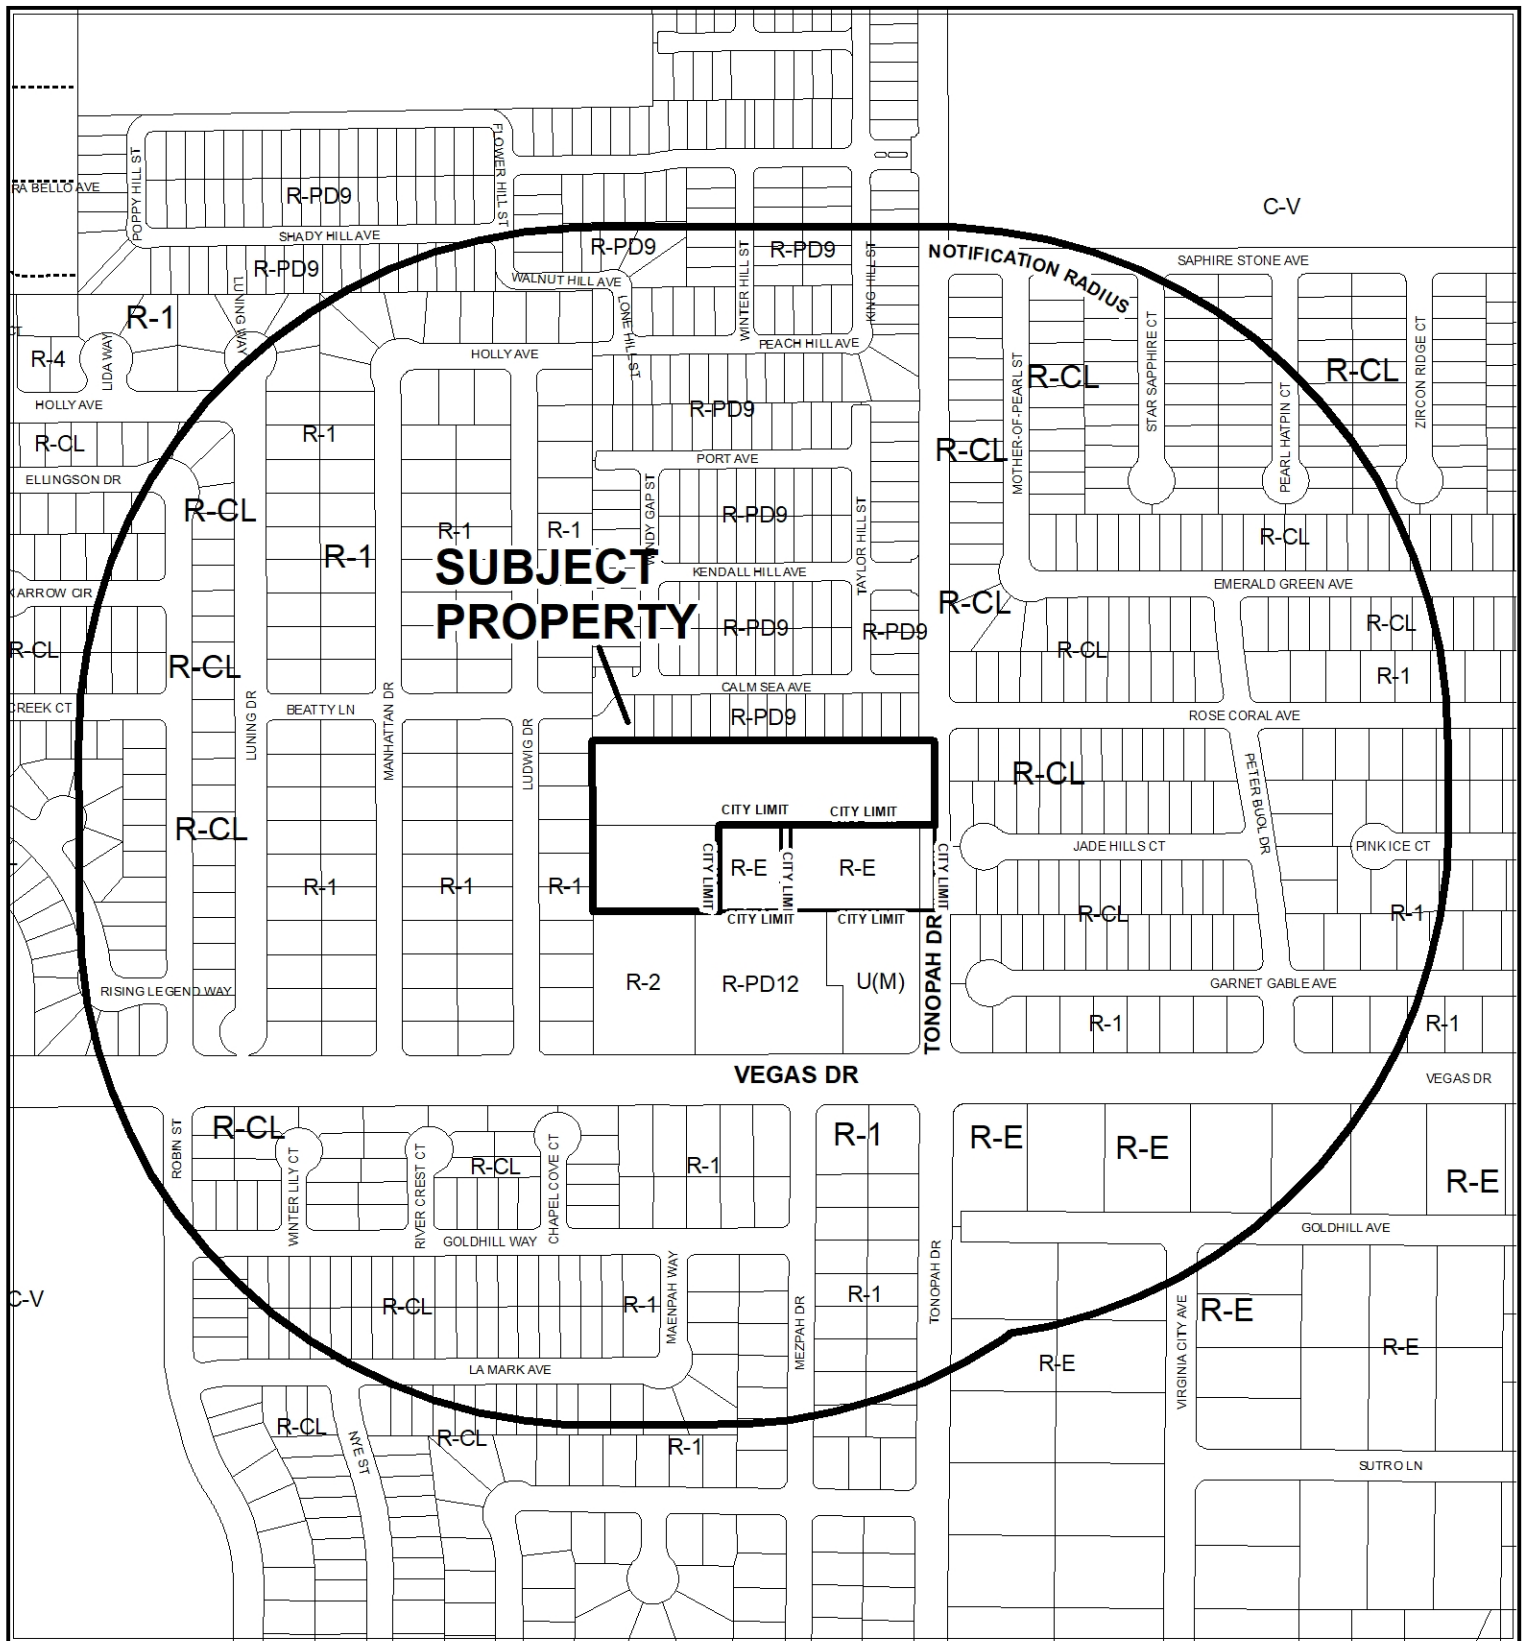 FLOWER HILL ST
POPPY HILL ST
RA BELLO AVE
R-PD9
C-V
SHADY HILL AVE
R-PD9
R-PD9
R-PD9
WINTER HILL ST
KING HILL ST
NOTIFICATION RADIUS
SAPHIRE STONE AVE
R-PD9
WALNUT HILL AVE
LUNING WAY
LONE HILL ST
R-1
CT
R-4
LIDA WAY
HOLLY AVE
PEACH HILL AVE
STAR SAPPHIRE CT
ZIRCON RIDGE CT
R-CL
R-CL
MOTHER-OF-PEARL ST
PEARL HATPIN CT
HOLLY AVE
R-PD9
R-CL
R-1
R-CL
PORT AVE
ELLINGSON DR
R-CL
R-1
R-1
R-1
WINDY GAP ST
R-PD9
TAYLOR HILL ST
R-CL
SUBJECT
PROPERTY
KENDALL HILL AVE
EMERALD GREEN AVE
KARROW CIR
R-CL
R-PD9
R-PD9
R-CL
R-CL
R-CL
R-CL
R-1
CALM SEA AVE
CREEK CT
LUNING DR
BEATTY LN
MANHATTAN DR
LUDWIG DR
R-PD9
ROSE CORAL AVE
R-CL
PETER BUOL DR
CITY LIMIT
CITY LIMIT
R-CL
JADE HILLS CT
PINK ICE CT
CITY LIMIT
R-E
CITY LIMIT
R-E
CITY LIMIT
R-1
R-1
R-1
CITY LIMIT
CITY LIMIT
R-CL
R-1
TONOPAH DR
R-2
R-PD12
U(M)
RISING LEGEND WAY
GARNET GABLE AVE
R-1
R-1
VEGAS DR
VEGAS DR
ROBIN ST
R-CL
WINTER LILY CT
RIVER CREST CT
R-CL
CHAPEL COVE CT
R-1
R-1
R-E
R-E
R-E
GOLDHILL WAY
GOLDHILL AVE
C-V
R-CL
R-1
MAENPAH WAY
MEZPAH DR
R-1
TONOPAH DR
VIRGINIA CITY AVE
R-E
R-E
R-E
LA MARK AVE
R-CL
NYE ST
R-CL
R-1
SUTRO LN